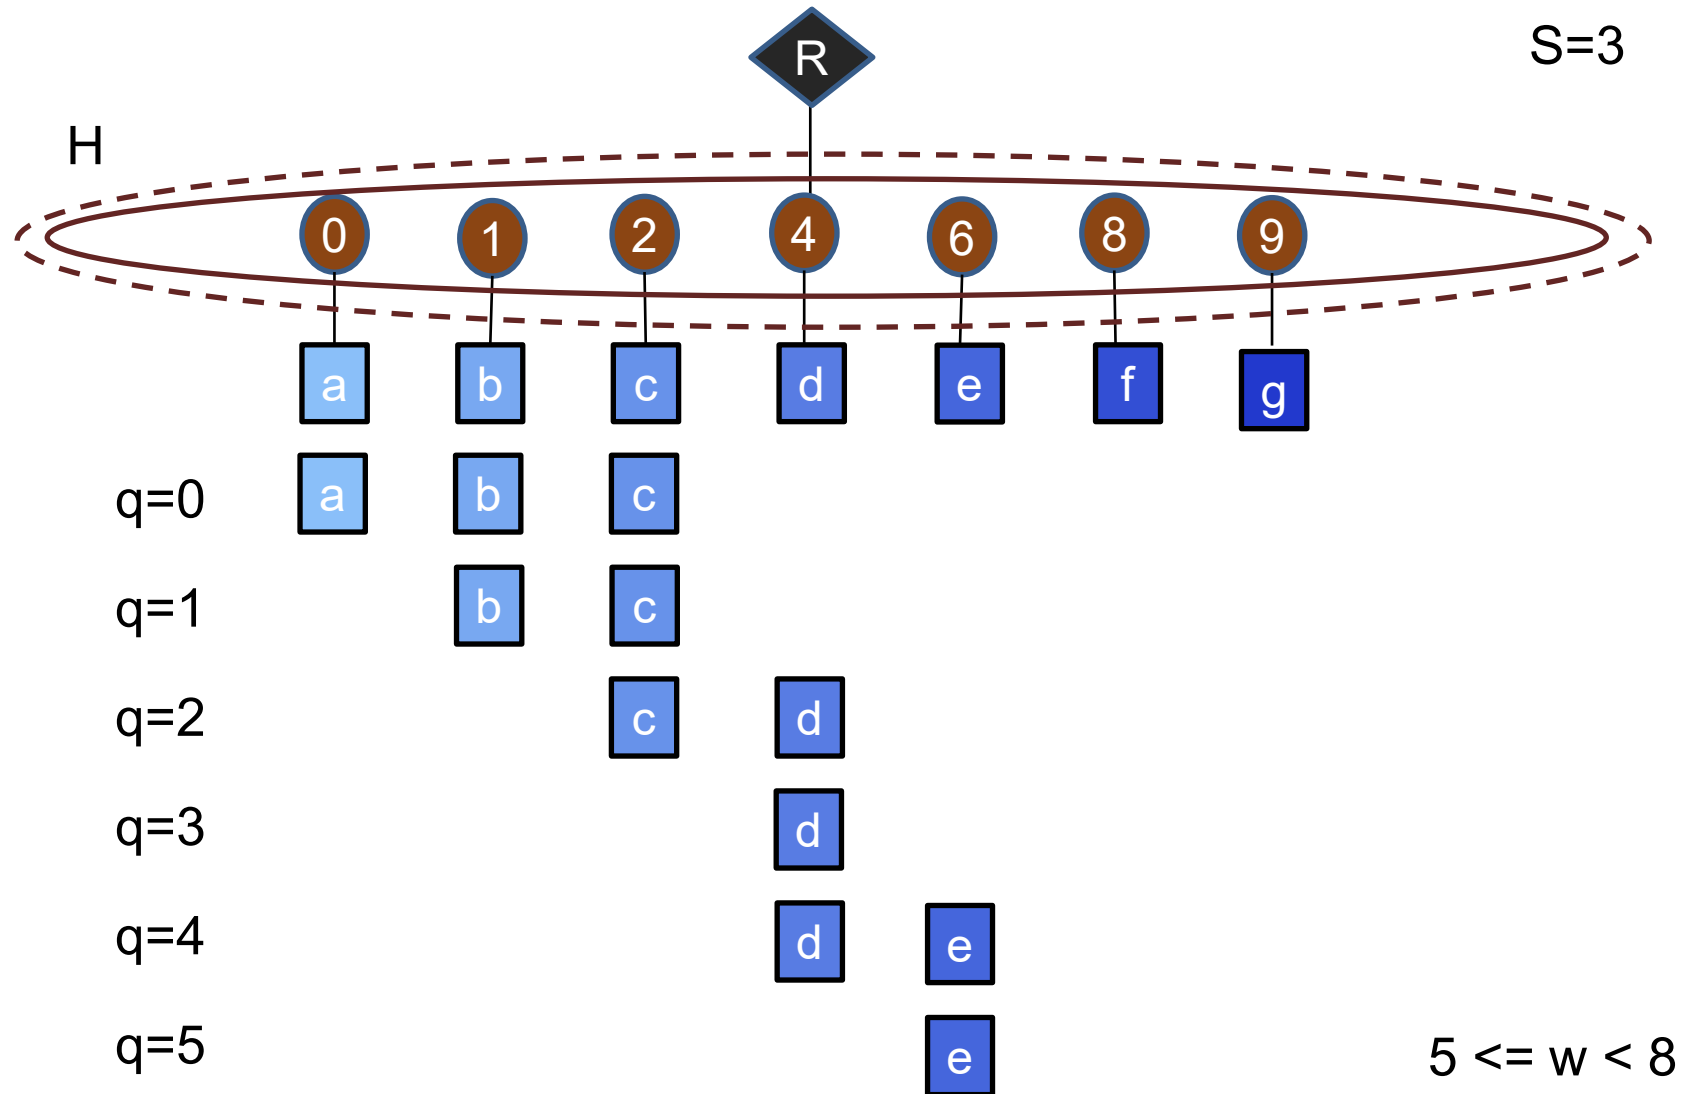 R
S=3
H
0 1 2 4 6 8 9
a b c d e f g
q=0 a b c
q=1 b c
q=2 c d
q=3 d
q=4 d e
q=5 e
5 <= w < 8